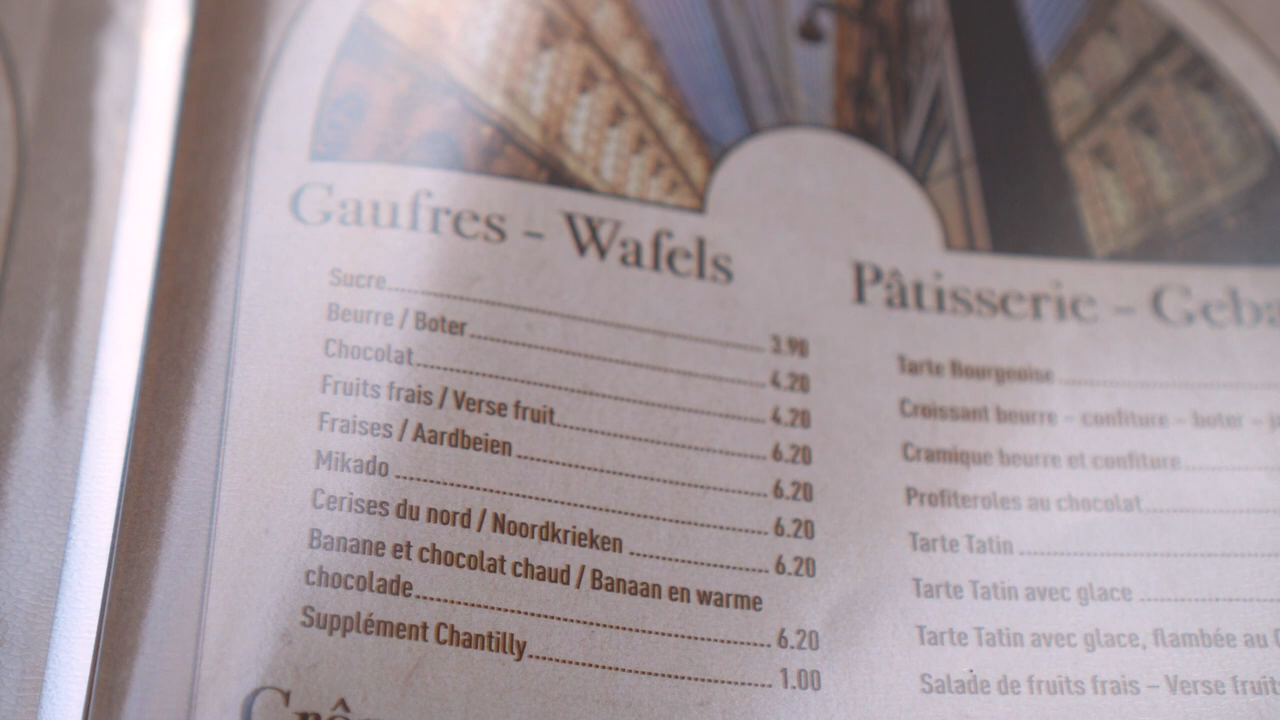 Gaufres - Wafels
Sucre 3.90
Beurre / Boter 4.20
Chocolat 4.20
Fruits frais / Verse fruit 6.20
Fraises / Aardbeien 6.20
Mikado 6.20
Cerises du nord / Noordkrieken 6.20
Banane et chocolat chaud / Banaan en warme
chocolade 6.20
Supplément Chantilly 1.00
Pâtisserie -
Tarte Bourgeoise
Croissant beurre - confiture - boter -
Cramique beurre et confiture
Profiteroles au chocolat
Tarte Tatin
Tarte Tatin avec glace
Tarte Tatin avec glace, flambée au
Salade de fruits frais - Verse